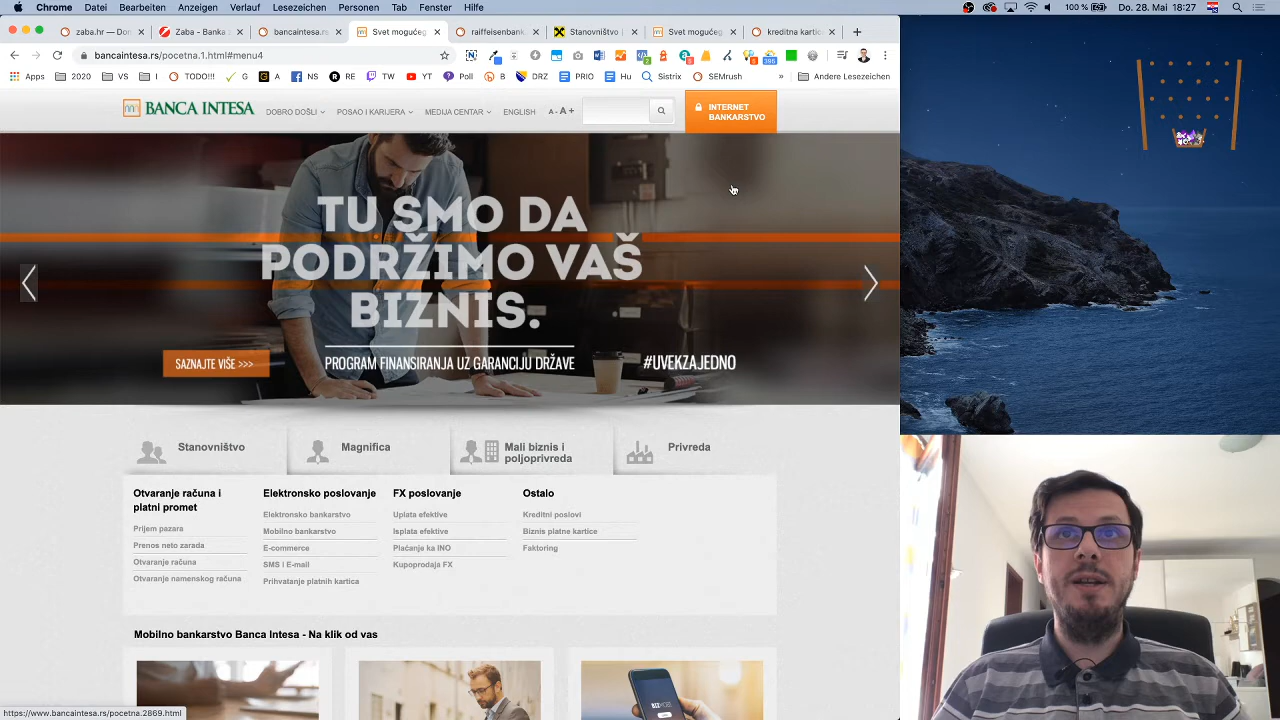 Chrome Datei Bearbeiten Anzeigen Verlauf Lesezeichen Personen Tab Fenster Hilfe 100 % Do. 28. Mai 18:27
zaba.hr Zaba - Banka bancaintesa.rs Svet mogućeg raiffeisenbank. Stanovništvo Svet mogućeg kreditna kartic
bancaintesa.rs/pocetna.1.html#menu4
Apps 2020 VS TODO!!! G A NS RE TW YT Poll B DRZ PRIO Hu Sistrix SEmrush » Andere Lesezeichen
BANCA INTESA DOBRO DOŠLI POSAO I KARIJERA MEDIJA CENTAR ENGLISH A - A +
INTERNET
BANKARSTVO
TU SMO DA
PODRŽIMO VAŠ
BIZNIS.
SAZNAJTE VIŠE >>> PROGRAM FINANSIRANJA UZ GARANCIJU DRŽAVE #UVEKZAJEDNO
Stanovništvo
Magnifica
Mali biznis i
poljoprivreda
Privreda
Otvaranje računa i
platni promet
Prijem pazara
Prenos neto zarada
Otvaranje računa
Otvaranje namenskog računa
Elektronsko poslovanje
Elektronsko bankarstvo
Mobilno bankarstvo
E-commerce
SMS i E-mail
Prihvatanje platnih kartica
FX poslovanje
Uplata efektive
Isplata efektive
Plaćanje ka INO
Kupoprodaja FX
Ostalo
Kreditni poslovi
Biznis platne kartice
Faktoring
Mobilno bankarstvo Banca Intesa - Na klik od vas
https://www.bancaintesa.rs/pocetna.2869.html